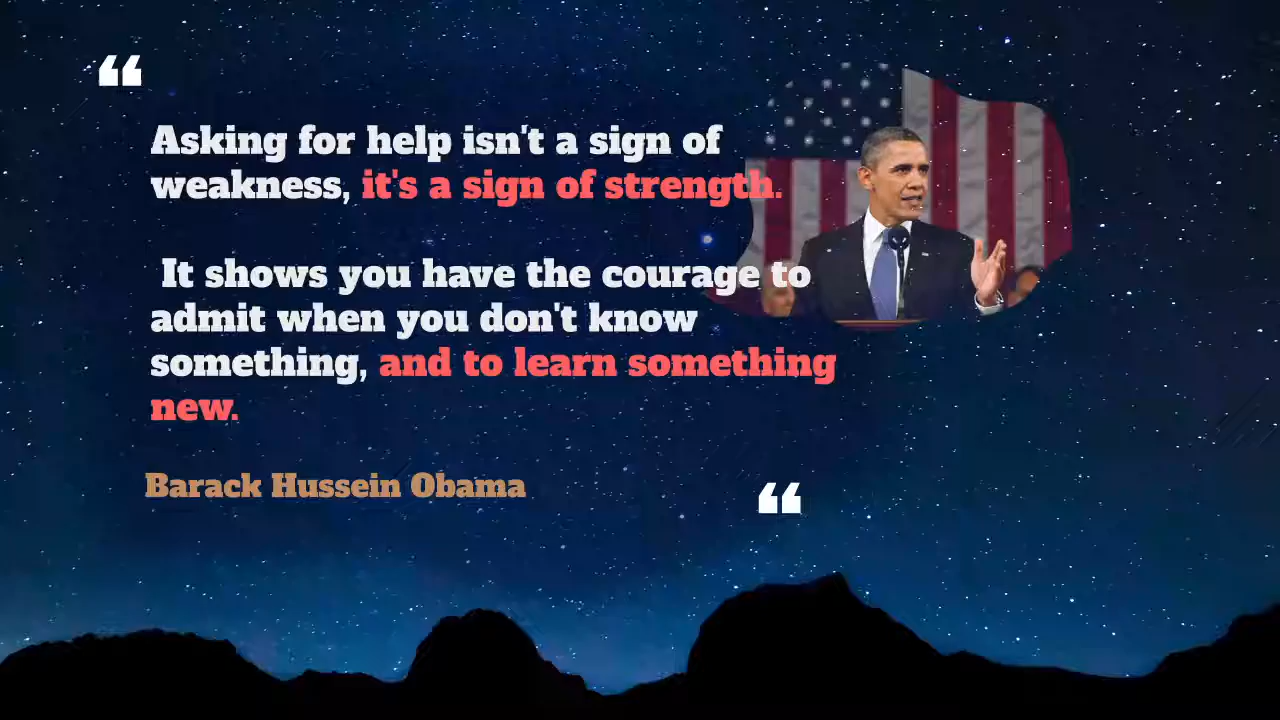 ❝
Asking for help isn't a sign of
weakness, it's a sign of strength.
It shows you have the courage to
admit when you don't know
something, and to learn something
new.
Barack Hussein Obama
❝